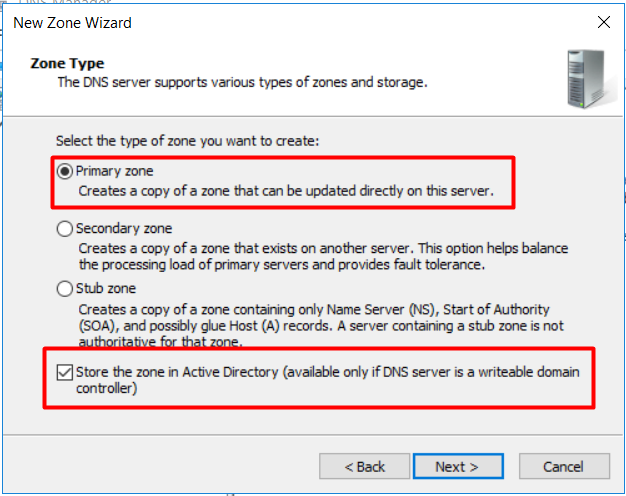 DNS Manager
New Zone Wizard
Zone Type
The DNS server supports various types of zones and storage.
Select the type of zone you want to create:
Primary zone
Creates a copy of a zone that can be updated directly on this server.
Secondary zone
Creates a copy of a zone that exists on another server. This option helps balance
the processing load of primary servers and provides fault tolerance.
Stub zone
Creates a copy of a zone containing only Name Server (NS), Start of Authority
(SOA), and possibly glue Host (A) records. A server containing a stub zone is not
authoritative for that zone.
Store the zone in Active Directory (available only if DNS server is a writeable domain
controller)
< Back Next > Cancel